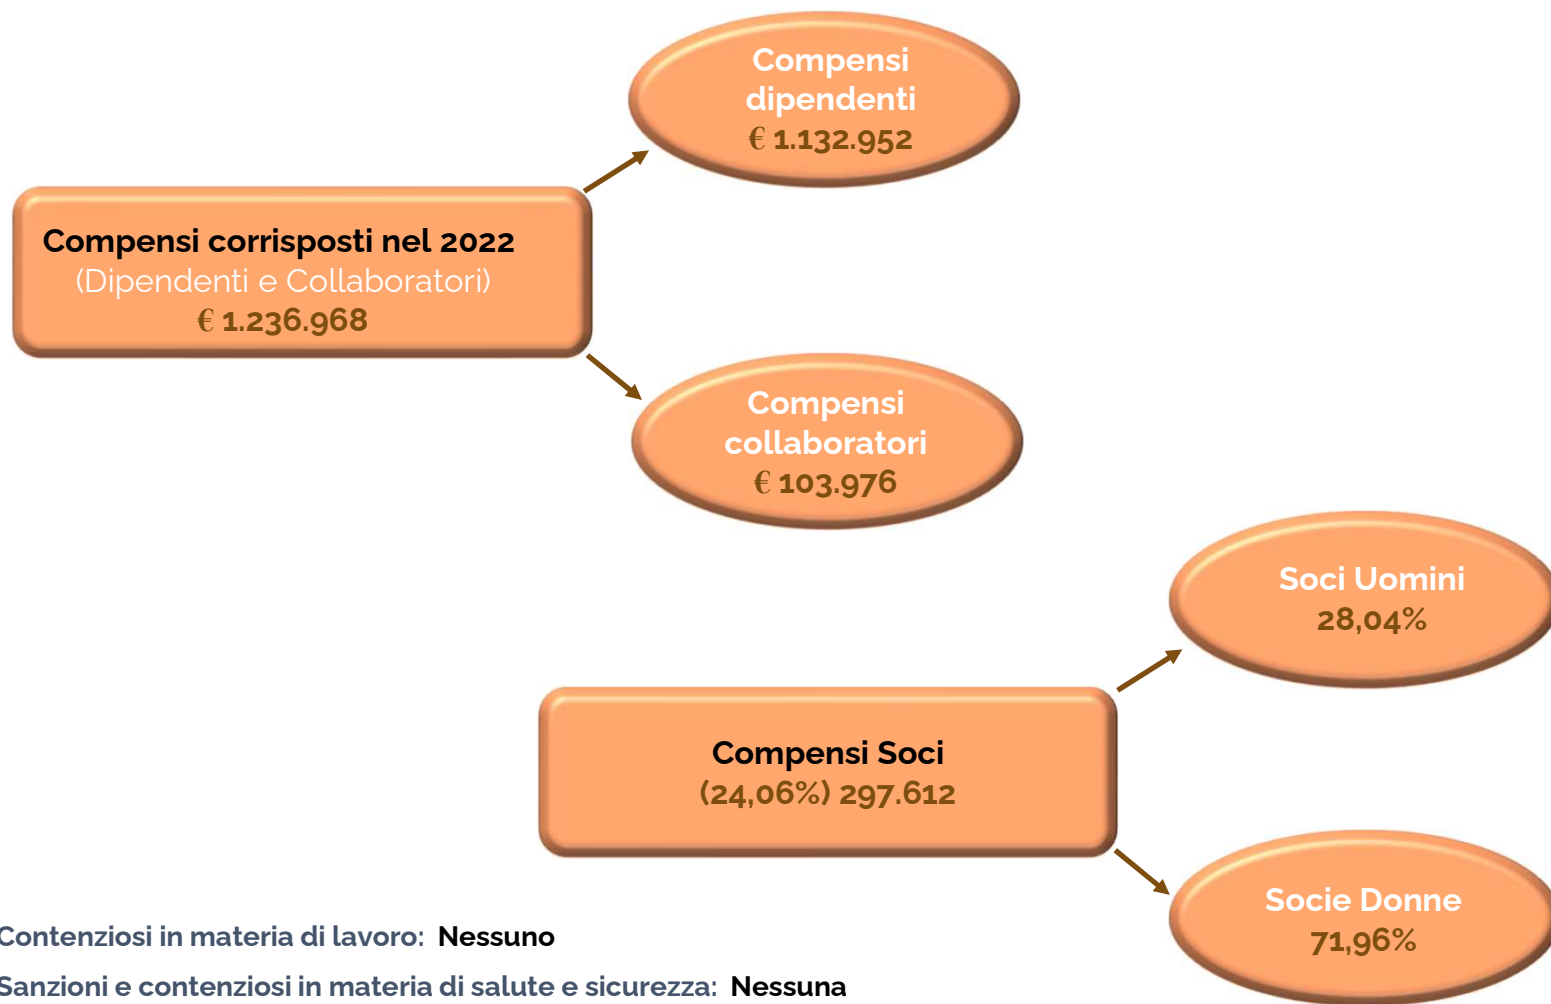 Compensi
dipendenti
€ 1.132.952
Compensi corrisposti nel 2022
(Dipendenti e Collaboratori)
€ 1.236.968
Compensi
collaboratori
€ 103.976
Soci Uomini
28,04%
Compensi Soci
(24,06%) 297.612
Socie Donne
71,96%
Contenziosi in materia di lavoro: Nessuno
Sanzioni e contenziosi in materia di salute e sicurezza: Nessuna